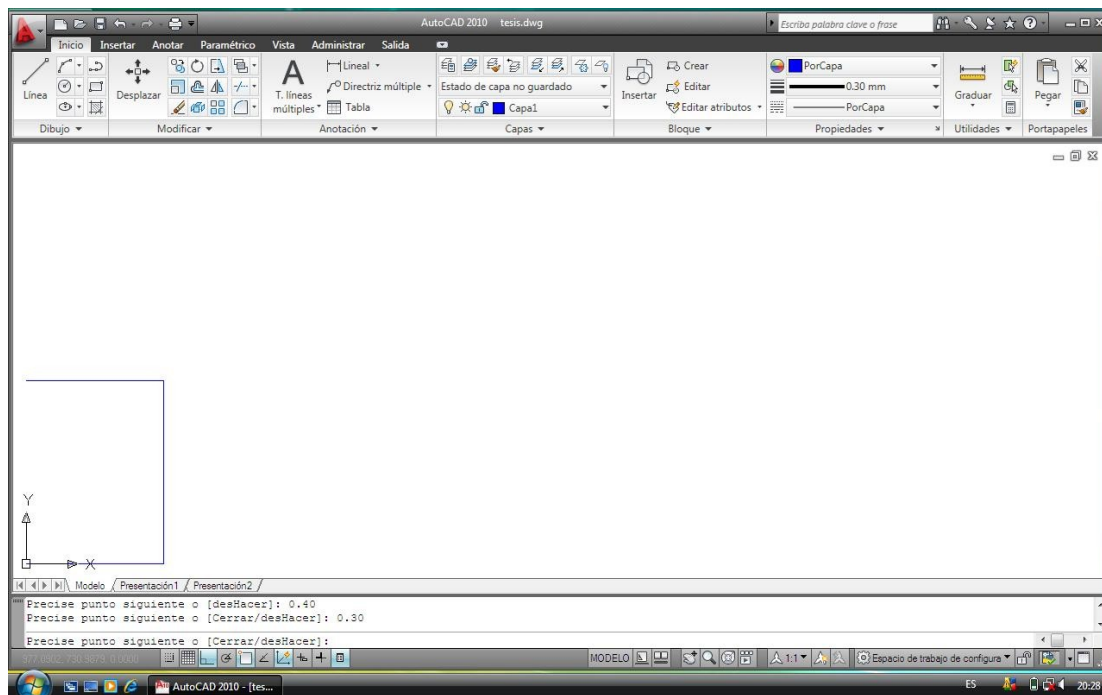 AutoCAD 2010 tesis.dwg
Escriba palabra clave o frase
Inicio Insertar Anotar Paramétrico Vista Administrar Salida
Línea
Desplazar
A
T. líneas múltiples
Lineal
Directriz múltiple
Tabla
Estado de capa no guardado
Capa1
Insertar
Crear
Editar
Editar atributos
PorCapa
0.30 mm
PorCapa
Graduar
Pegar
Dibujo Modificar Anotación Capas Bloque Propiedades Utilidades Portapapeles
Y
X
Modelo Presentación1 Presentación2
Precise punto siguiente o [desHacer]: 0.40
Precise punto siguiente o [Cerrar/desHacer]: 0.30
Precise punto siguiente o [Cerrar/desHacer]:
MODELO
1:1
Espacio de trabajo de configura
AutoCAD 2010 - [tes...
ES
20:28